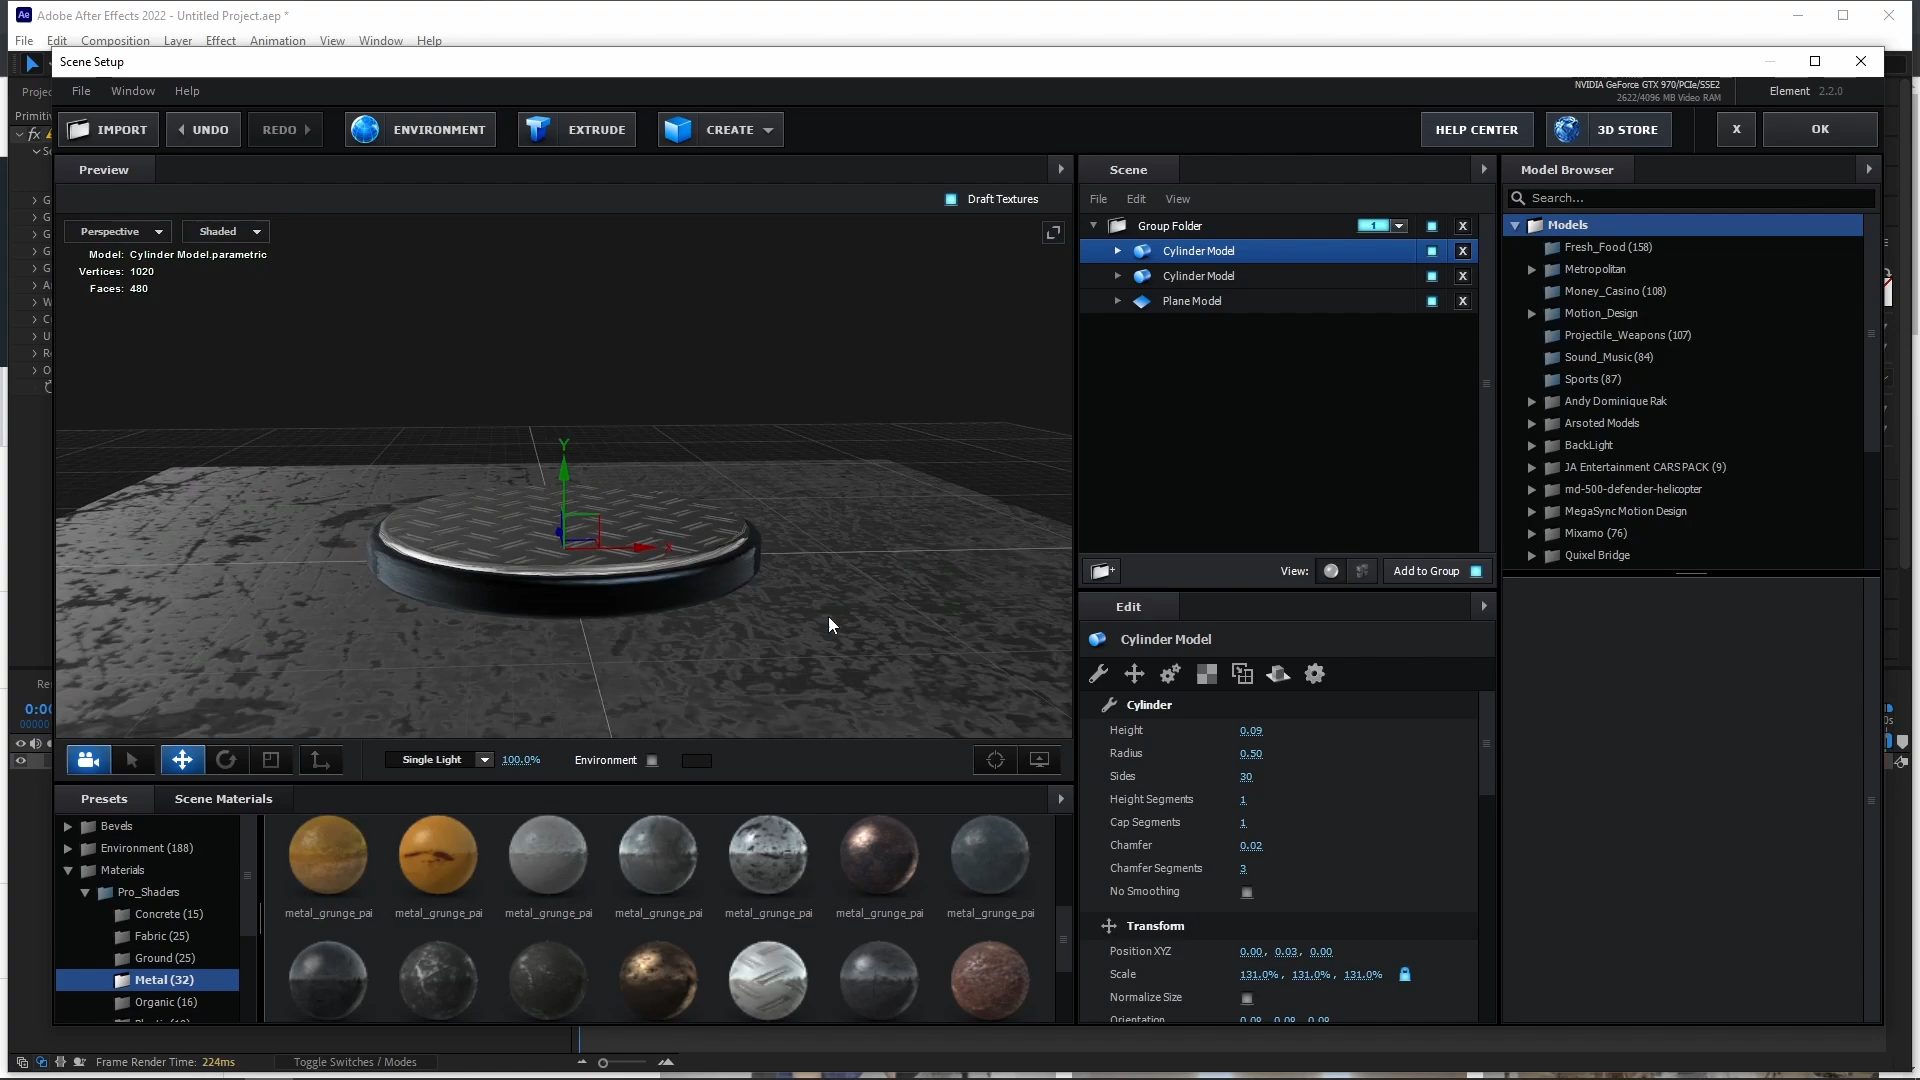 Adobe After Effects 2022 - Untitled Project.aep *
File Edit Composition Layer Effect Animation View Window Help
Scene Setup
File Window Help
NVIDIA GeForce GTX 970/PCIe/SSE2
2622/4096 MB Video RAM
Element 2.2.0
IMPORT UNDO REDO ENVIRONMENT EXTRUDE CREATE HELP CENTER 3D STORE X OK
Preview
Draft Textures
Perspective Shaded
Model: Cylinder Model.parametric
Vertices: 1020
Faces: 480
Y
X
Single Light 100.0% Environment
Scene
File Edit View
Group Folder 1 X
Cylinder Model X
Cylinder Model X
Plane Model X
View: Add to Group
Edit
Cylinder Model
Cylinder
Height 0.09
Radius 0.50
Sides 30
Height Segments 1
Cap Segments 1
Chamfer 0.02
Chamfer Segments 3
No Smoothing
Transform
Position XYZ 0.00, 0.03, 0.00
Scale 131.0%, 131.0%, 131.0%
Normalize Size
Orientation
Model Browser
Search...
Models
Fresh_Food (158)
Metropolitan
Money_Casino (108)
Motion_Design
Projectile_Weapons (107)
Sound_Music (84)
Sports (87)
Andy Dominique Rak
Arsoted Models
BackLight
JA Entertainment CARS PACK (9)
md-500-defender-helicopter
MegaSync Motion Design
Mixamo (76)
Quixel Bridge
Presets Scene Materials
Bevels
Environment (188)
Materials
Pro_Shaders
Concrete (15)
Fabric (25)
Ground (25)
Metal (32)
Organic (16)
metal_grunge_pai metal_grunge_pai metal_grunge_pai metal_grunge_pai metal_grunge_pai metal_grunge_pai metal_grunge_pai
Frame Render Time: 224ms
Toggle Switches / Modes